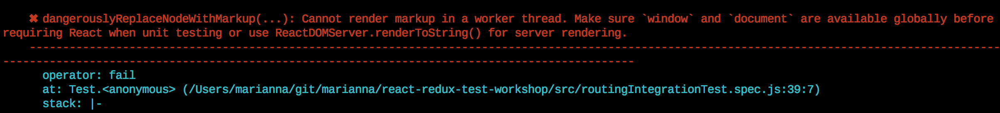 ✖ dangerouslyReplaceNodeWithMarkup(...): Cannot render markup in a worker thread. Make sure `window` and `document` are available globally before
requiring React when unit testing or use ReactDOMServer.renderToString() for server rendering.
--------------------------------------------------------------------------------------------------------------------------------------------------
-----------------------------------------------------------------------------------------------
operator: fail
at: Test.<anonymous> (/Users/marianna/git/marianna/react-redux-test-workshop/src/routingIntegrationTest.spec.js:39:7)
stack: |-